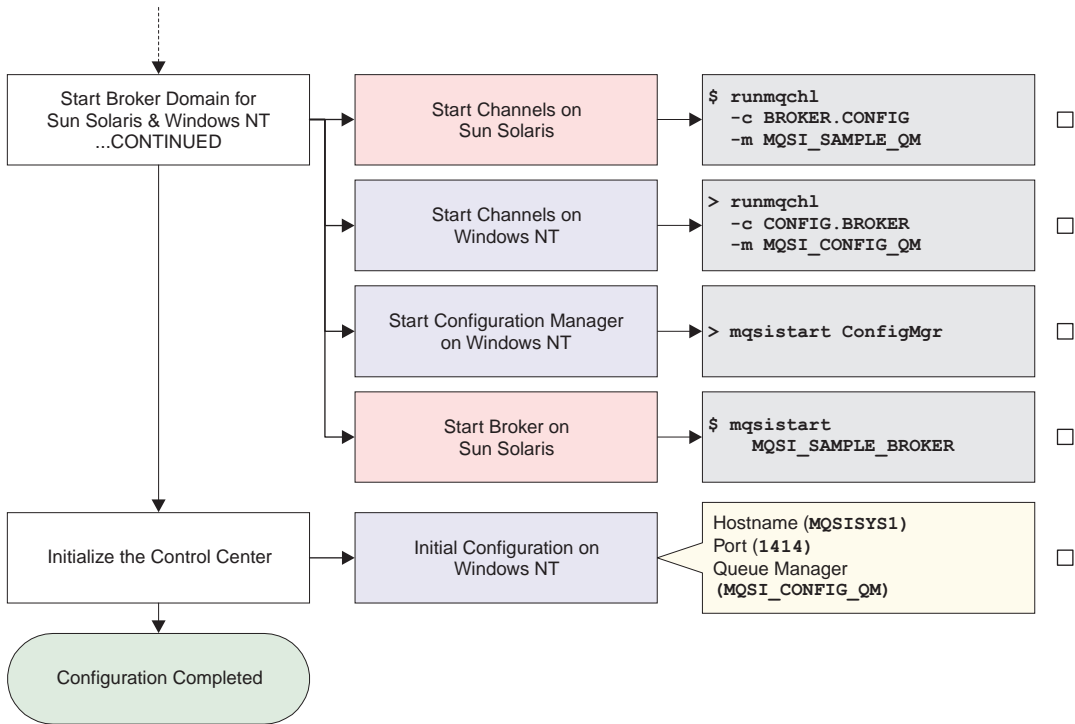 Start Broker Domain for
Sun Solaris & Windows NT
...CONTINUED
Start Channels on
Sun Solaris
$ runmqchl
-c BROKER.CONFIG
-m MQSI_SAMPLE_QM
Start Channels on
Windows NT
> runmqchl
-c CONFIG.BROKER
-m MQSI_CONFIG_QM
Start Configuration Manager
on Windows NT
> mqsistart ConfigMgr
Start Broker on
Sun Solaris
$ mqsistart
MQSI_SAMPLE_BROKER
Initialize the Control Center
Initial Configuration on
Windows NT
Hostname (MQSISYS1)
Port (1414)
Queue Manager
(MQSI_CONFIG_QM)
Configuration Completed